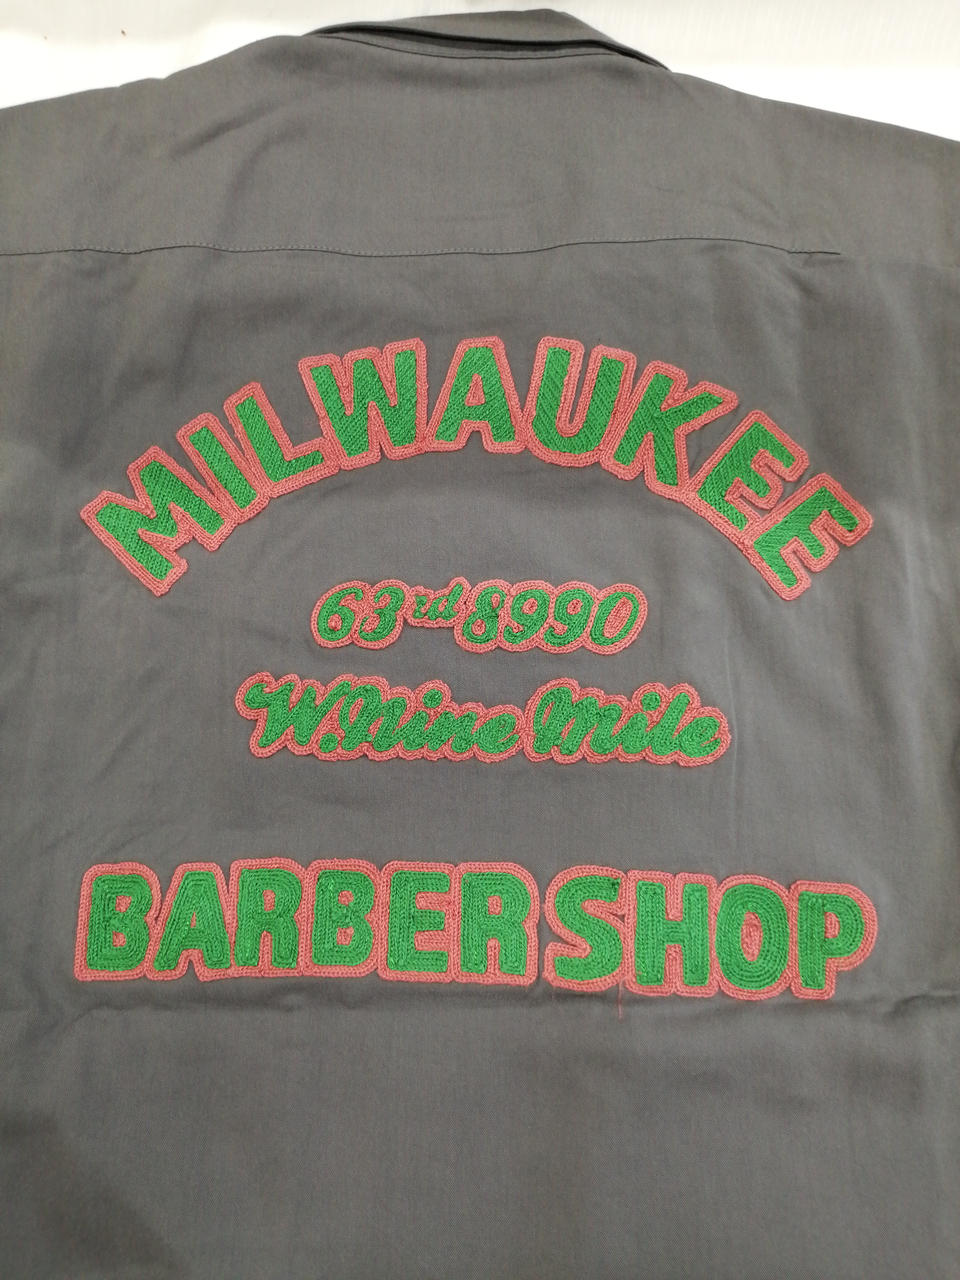 MILWAUKEE
63rd 8990
W.Nine Mile
BARBER SHOP